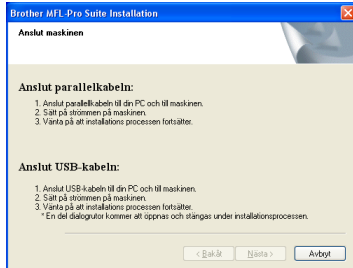 Brother MFL-Pro Suite Installation
Anslut maskinen
Anslut parallelkabeln:
1. Anslut parallellkabeln till din PC och till maskinen.
2. Sätt på strömmen på maskinen.
3. Vänta på att installations processen fortsätter.
Anslut USB-kabeln:
1. Anslut USB-kabeln till din PC och till maskinen.
2. Sätt på strömmen på maskinen.
3. Vänta på att installations processen fortsätter.
* En del dialogrutor kommer att öppnas och stängas under installationsprocessen.
< Bakåt Nästa > Avbryt